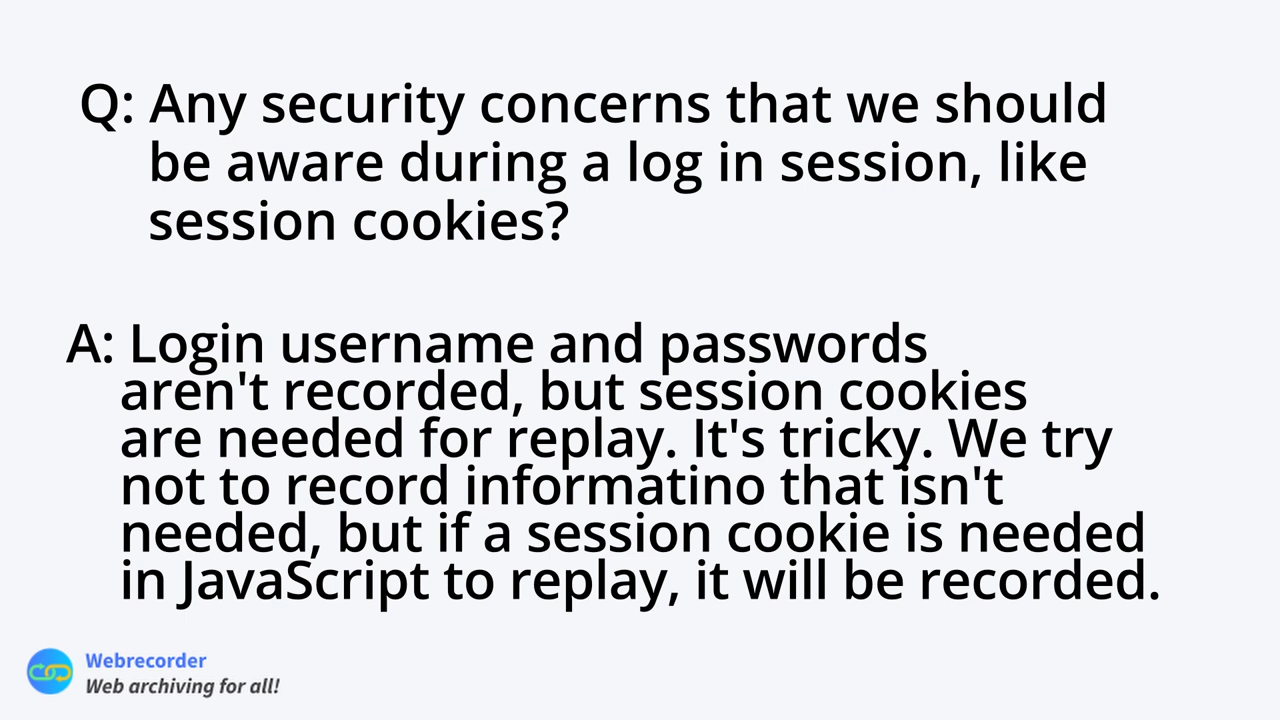 Q: Any security concerns that we should
be aware during a log in session, like
session cookies?
A: Login username and passwords
aren't recorded, but session cookies
are needed for replay. It's tricky. We try
not to record informatino that isn't
needed, but if a session cookie is needed
in JavaScript to replay, it will be recorded.
Webrecorder
Web archiving for all!